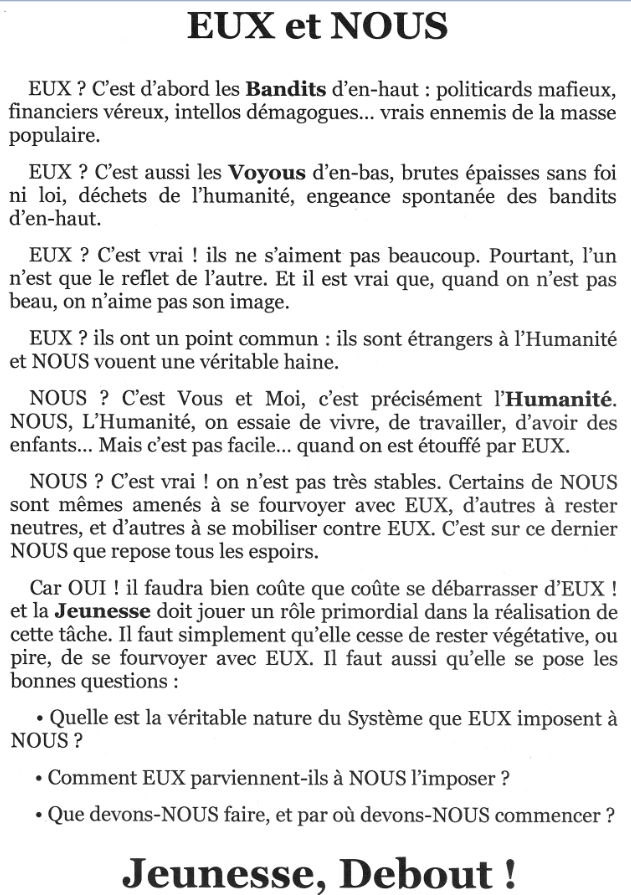 EUX et NOUS
EUX ? C'est d'abord les Bandits d'en-haut : politicards mafieux,
financiers véreux, intellos démagogues... vrais ennemis de la masse
populaire.
EUX ? C'est aussi les Voyous d'en-bas, brutes épaisses sans foi
ni loi, déchets de l'humanité, engeance spontanée des bandits
d'en-haut.
EUX ? C'est vrai ! ils ne s'aiment pas beaucoup. Pourtant, l'un
n'est que le reflet de l'autre. Et il est vrai que, quand on n'est pas
beau, on n'aime pas son image.
EUX ? ils ont un point commun : ils sont étrangers à l'Humanité
et NOUS vouent une véritable haine.
NOUS ? C'est Vous et Moi, c'est précisément l'Humanité.
NOUS, L'Humanité, on essaie de vivre, de travailler, d'avoir des
enfants... Mais c'est pas facile... quand on est étouffé par EUX.
NOUS ? C'est vrai ! on n'est pas très stables. Certains de NOUS
sont mêmes amenés à se fourvoyer avec EUX, d'autres à rester
neutres, et d'autres à se mobiliser contre EUX. C'est sur ce dernier
NOUS que repose tous les espoirs.
Car OUI ! il faudra bien coûte que coûte se débarrasser d'EUX !
et la Jeunesse doit jouer un rôle primordial dans la réalisation de
cette tâche. Il faut simplement qu'elle cesse de rester végétative, ou
pire, de se fourvoyer avec EUX. Il faut aussi qu'elle se pose les
bonnes questions :
• Quelle est la véritable nature du Système que EUX imposent à
NOUS ?
• Comment EUX parviennent-ils à NOUS l'imposer ?
• Que devons-NOUS faire, et par où devons-NOUS commencer ?
Jeunesse, Debout !